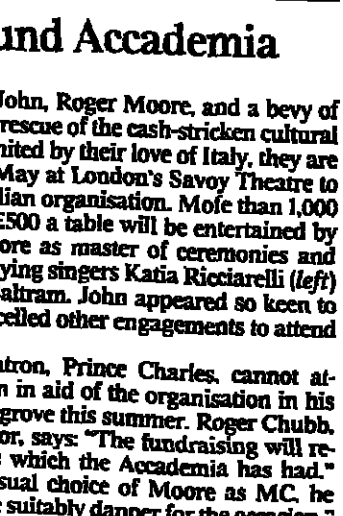 und Accademia
John, Roger Moore, and a bevy of
rescue of the cash-stricken cultural
nited by their love of Italy, they are
May at London's Savoy Theatre to
lian organisation. Mofe than 1,000
£500 a table will be entertained by
ore as master of ceremonies and
ying singers Katia Ricciarelli (left)
altram. John appeared so keen to
celled other engagements to attend
atron, Prince Charles, cannot at-
n in aid of the organisation in his
grove this summer. Roger Chubb,
or, says: "The fundraising will re-
s which the Accademia has had."
sual choice of Moore as MC, he
e suitably dapper for the occasion."